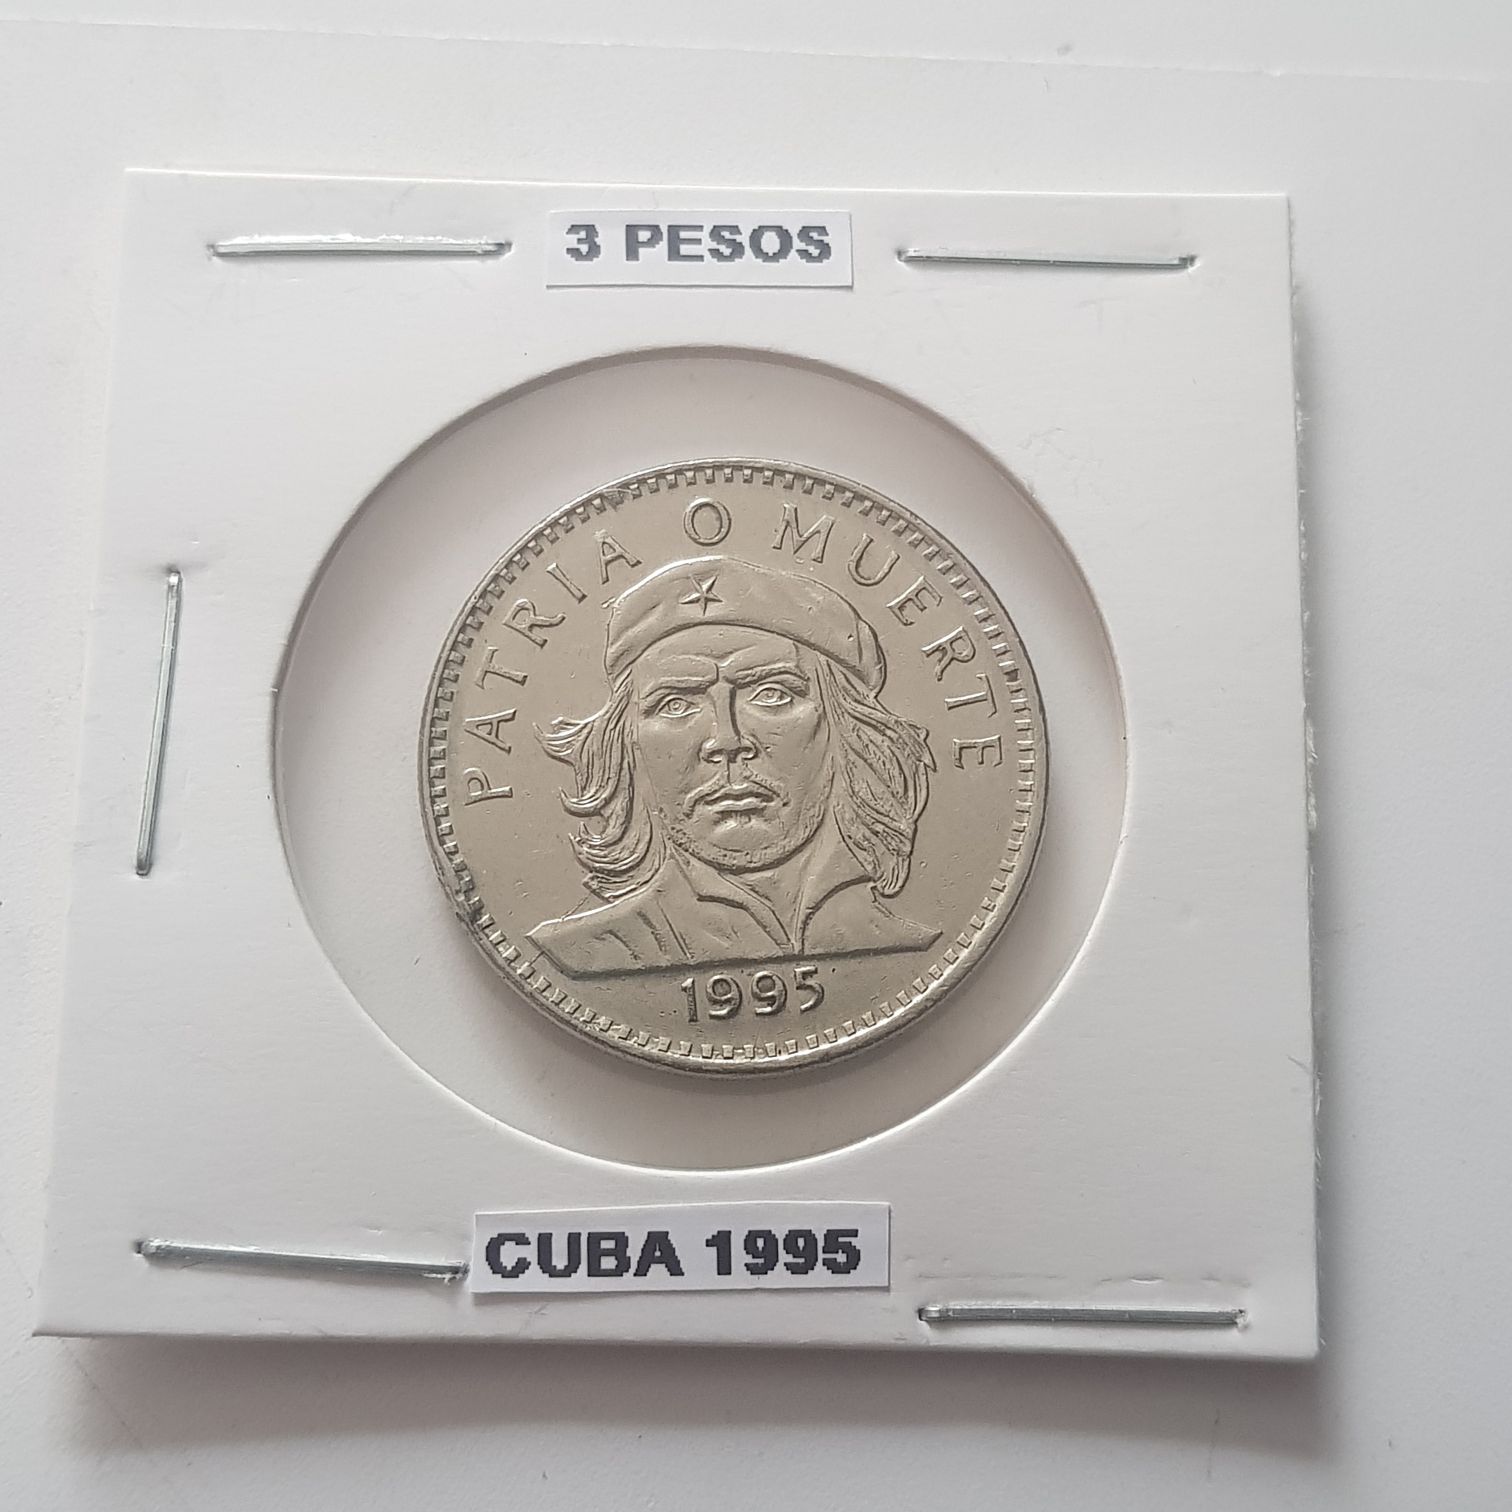 3 PESOS
PATRIA O MUERTE
1995
CUBA 1995